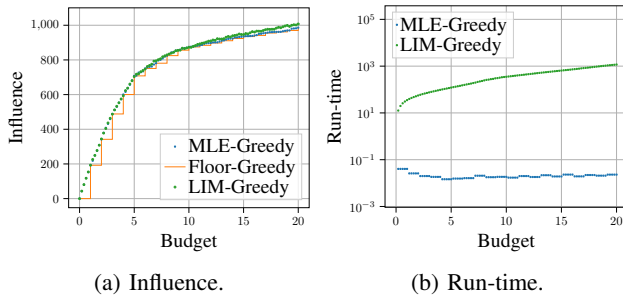 1,000
800
600
400
200
0
Influence
MLE-Greedy
Floor-Greedy
LIM-Greedy
0 5 10 15 20
Budget
(a) Influence.
10^5
10^3
10^1
10^-1
10^-3
Run-time
MLE-Greedy
LIM-Greedy
0 5 10 15 20
Budget
(b) Run-time.